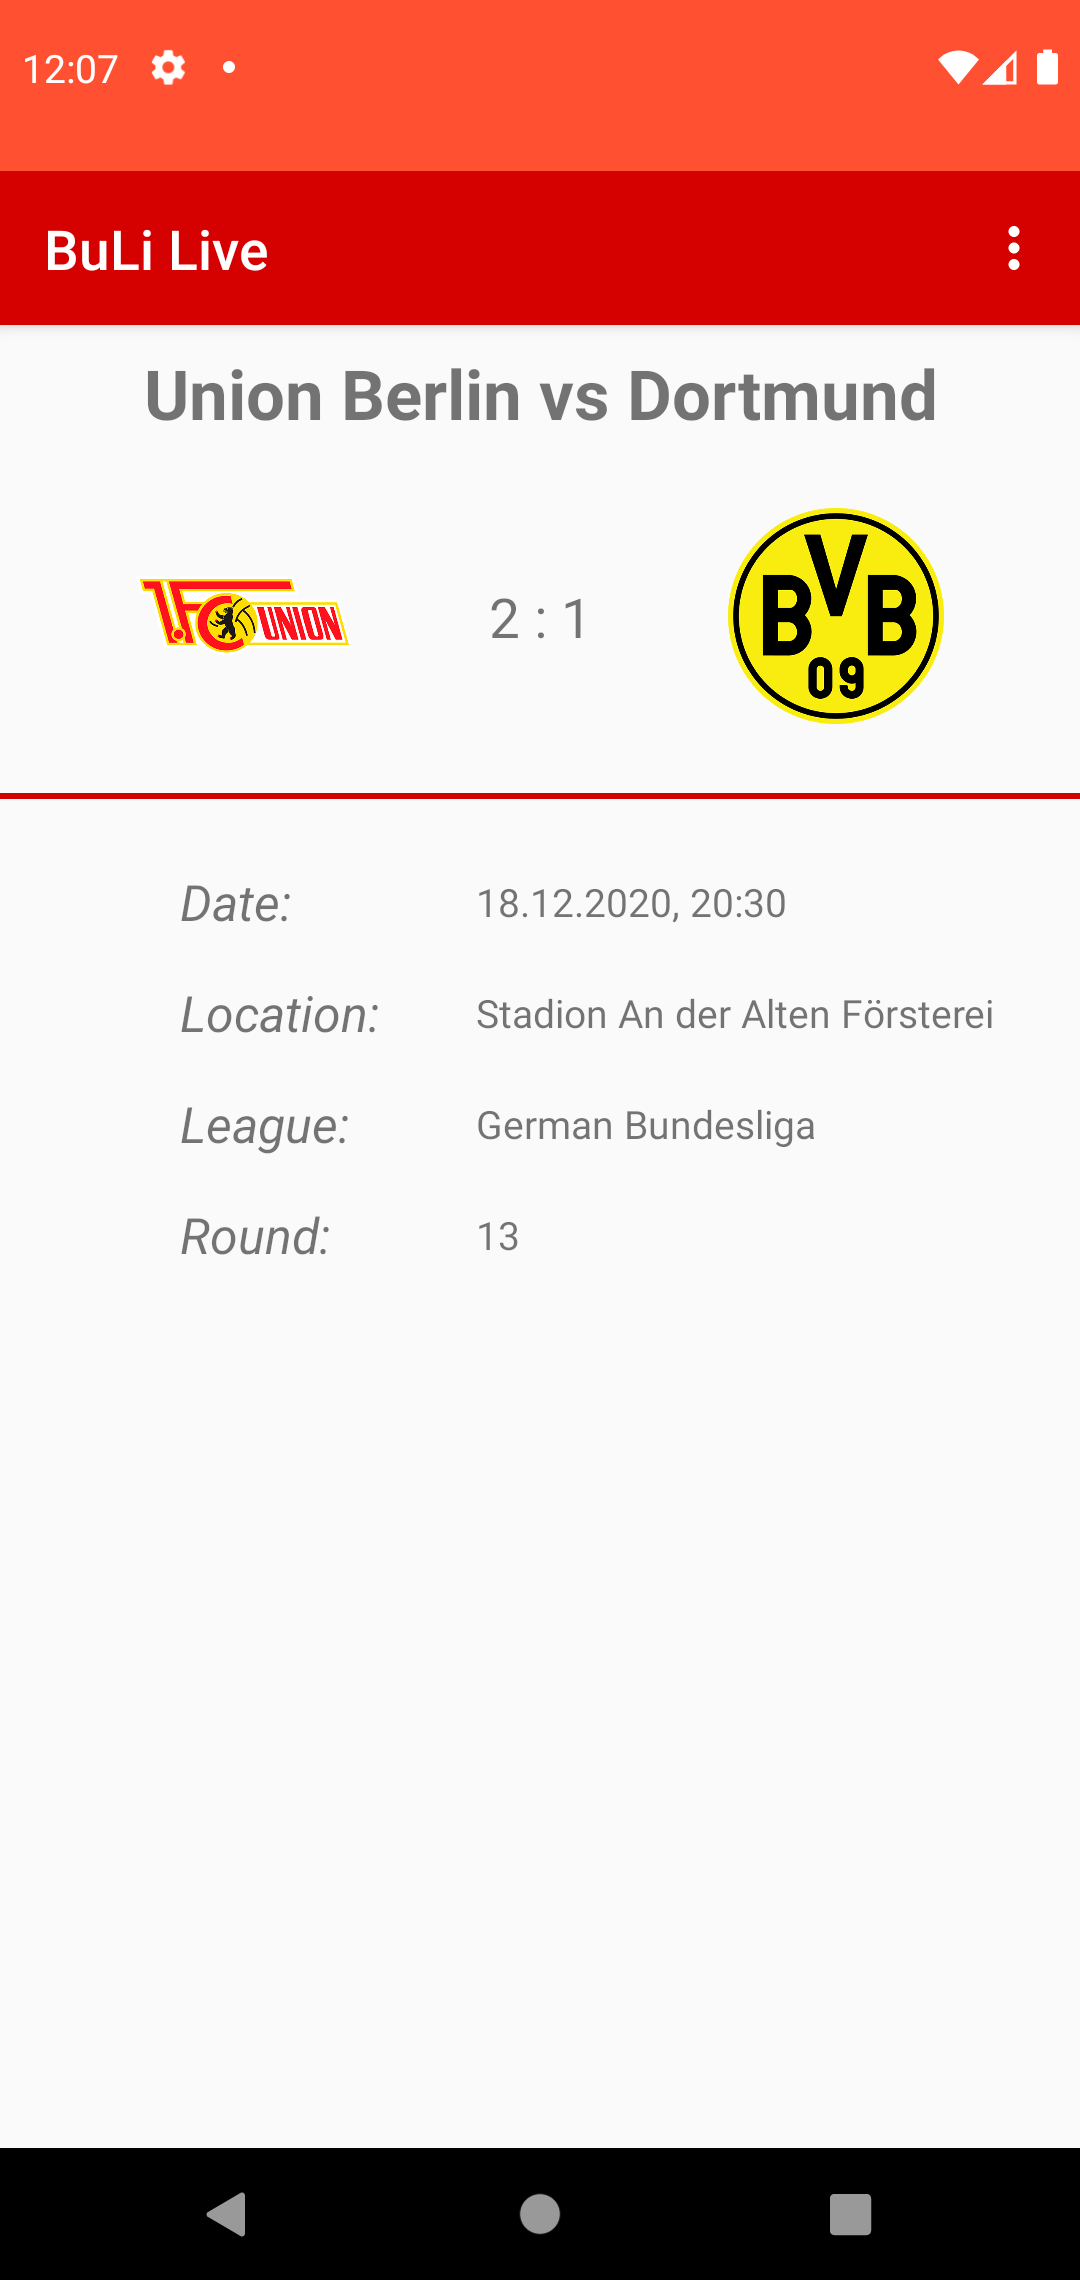 12:07
BuLi Live
Union Berlin vs Dortmund
1.FC UNION
2 : 1
BVB
09
Date: 18.12.2020, 20:30
Location: Stadion An der Alten Försterei
League: German Bundesliga
Round: 13